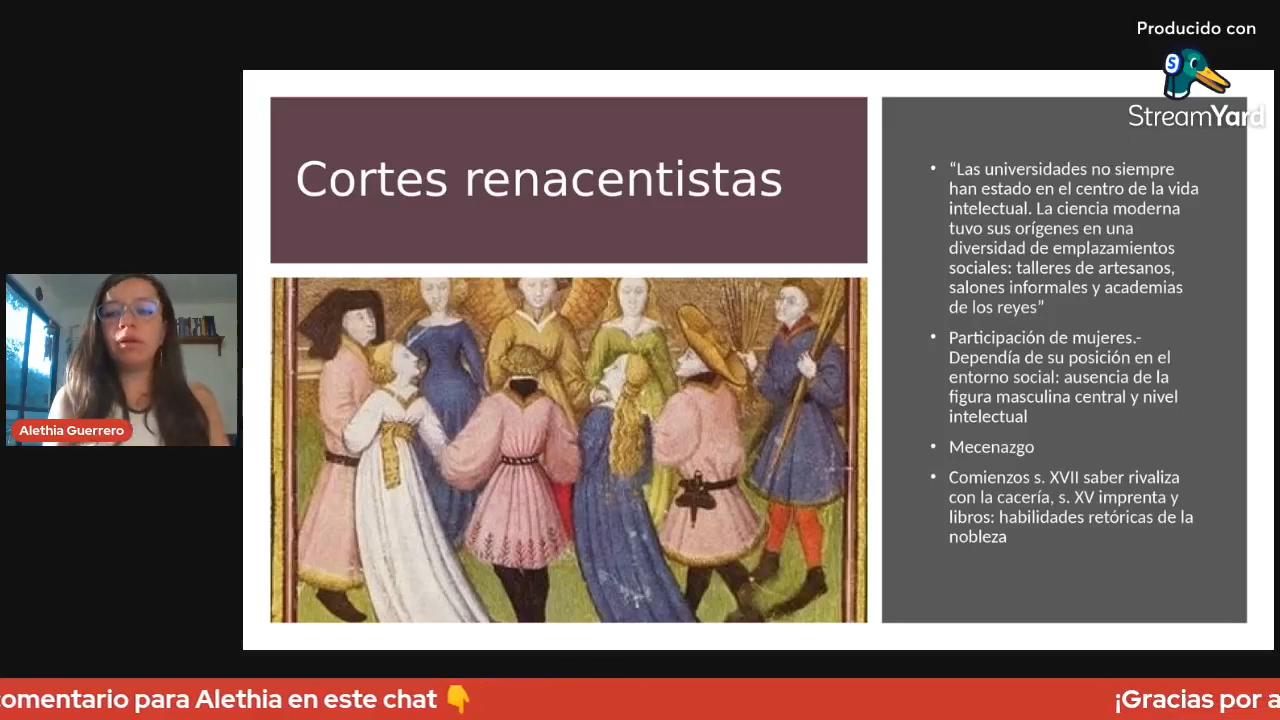 Producido con
StreamYard
Cortes renacentistas
• “Las universidades no siempre
han estado en el centro de la vida
intelectual. La ciencia moderna
tuvo sus orígenes en una
diversidad de emplazamientos
sociales: talleres de artesanos,
salones informales y academias
de los reyes”
• Participación de mujeres.-
Dependía de su posición en el
entorno social: ausencia de la
figura masculina central y nivel
intelectual
• Mecenazgo
• Comienzos s. XVII saber rivaliza
con la cacería, s. XV imprenta y
libros: habilidades retóricas de la
nobleza
Alethia Guerrero
omentario para Alethia en este chat 👇
¡Gracias por a